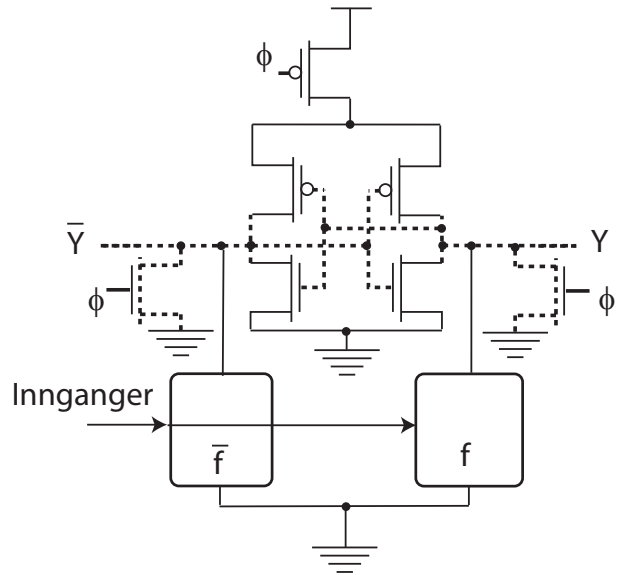 ϕ
Y̅ Y
ϕ ϕ
Innganger
f̅ f